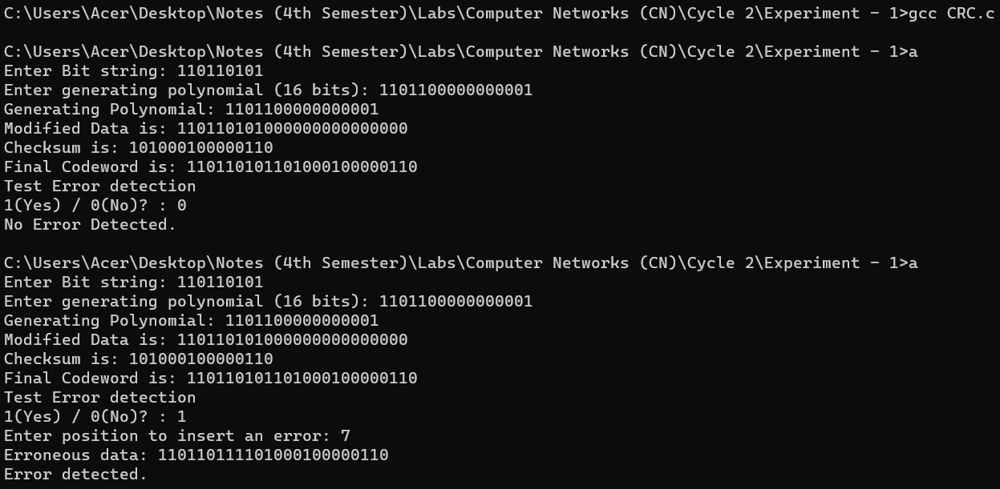 C:\Users\Acer\Desktop\Notes (4th Semester)\Labs\Computer Networks (CN)\Cycle 2\Experiment - 1>gcc CRC.c
C:\Users\Acer\Desktop\Notes (4th Semester)\Labs\Computer Networks (CN)\Cycle 2\Experiment - 1>a
Enter Bit string: 110110101
Enter generating polynomial (16 bits): 1101100000000001
Generating Polynomial: 1101100000000001
Modified Data is: 110110101000000000000000
Checksum is: 101000100000110
Final Codeword is: 110110101101000100000110
Test Error detection
1(Yes) / 0(No)? : 0
No Error Detected.
C:\Users\Acer\Desktop\Notes (4th Semester)\Labs\Computer Networks (CN)\Cycle 2\Experiment - 1>a
Enter Bit string: 110110101
Enter generating polynomial (16 bits): 1101100000000001
Generating Polynomial: 1101100000000001
Modified Data is: 110110101000000000000000
Checksum is: 101000100000110
Final Codeword is: 110110101101000100000110
Test Error detection
1(Yes) / 0(No)? : 1
Enter position to insert an error: 7
Erroneous data: 110110111101000100000110
Error detected.